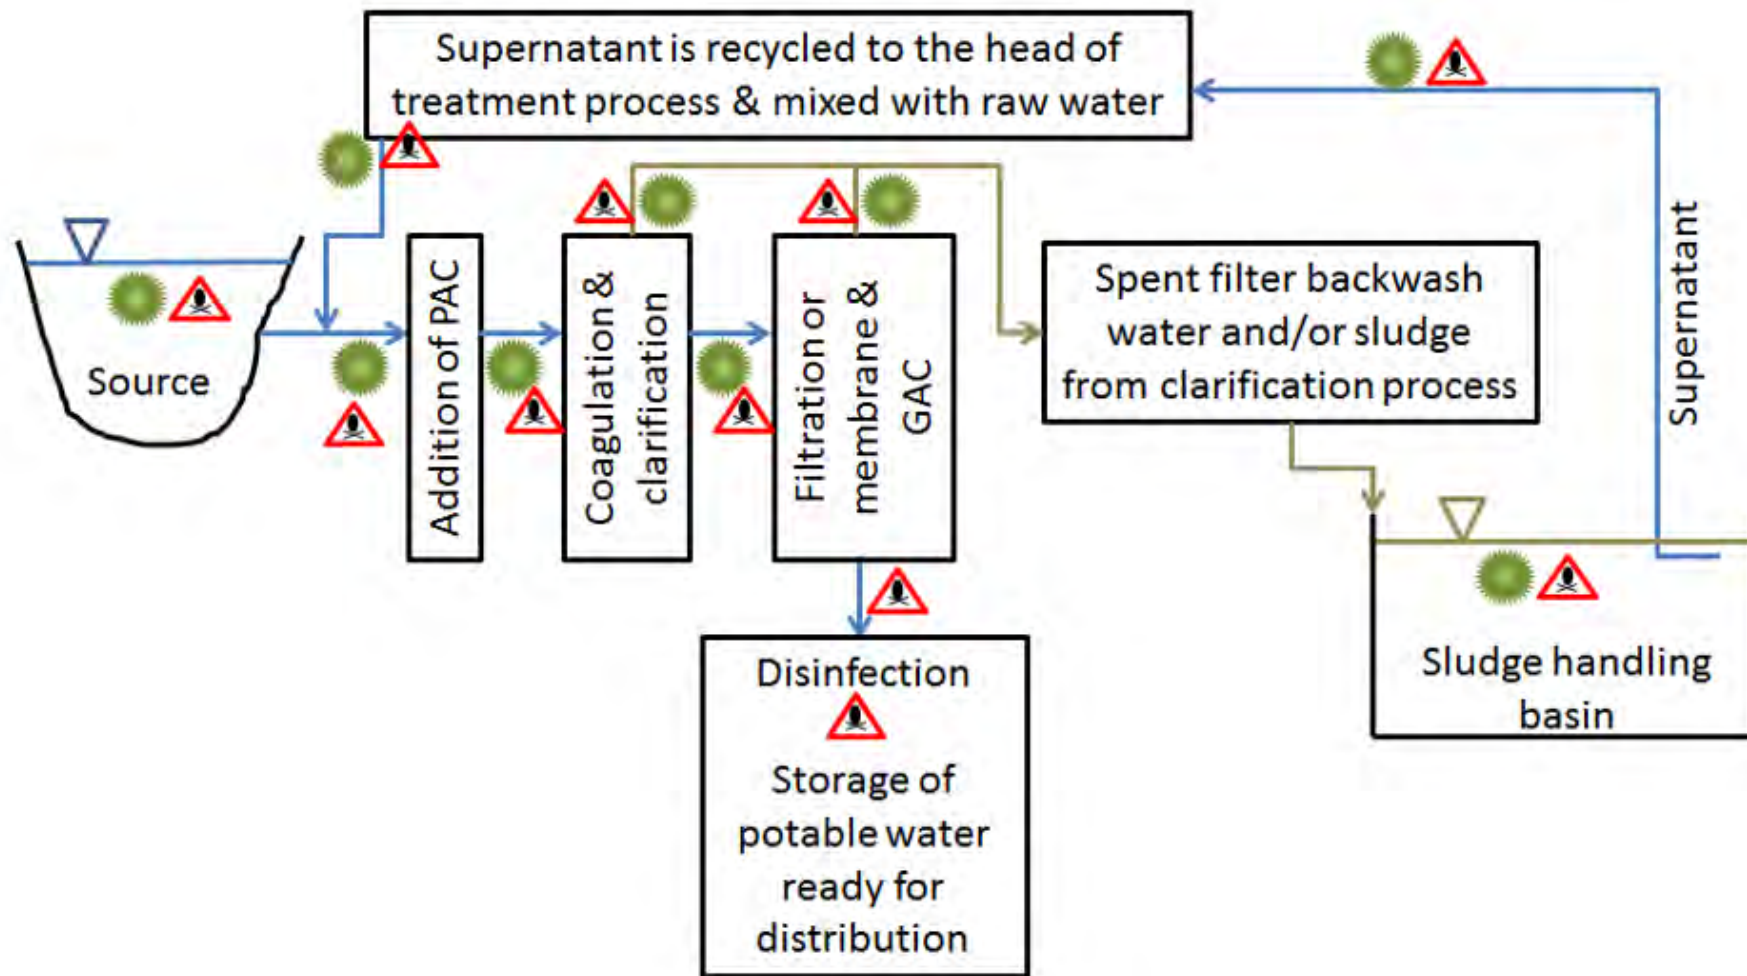 Supernatant is recycled to the head of
treatment process & mixed with raw water
Source
Addition of PAC
Coagulation &
clarification
Filtration or
membrane &
GAC
Spent filter backwash
water and/or sludge
from clarification process
Supernatant
Sludge handling
basin
Disinfection
Storage of
potable water
ready for
distribution